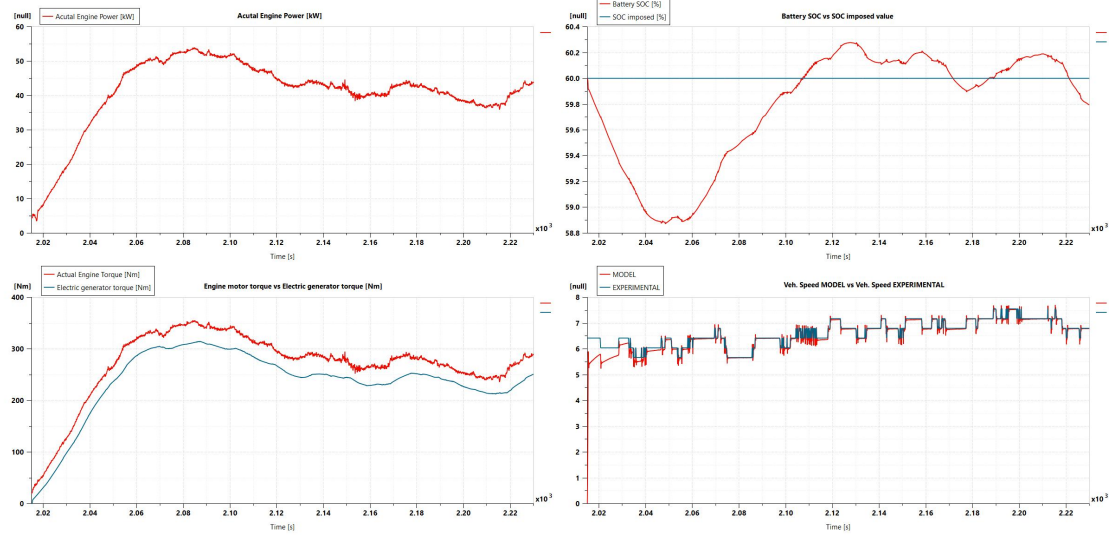 [null]
Acutal Engine Power [kW]
Acutal Engine Power [kW]
60
50
40
30
20
10
0
2.02 2.04 2.06 2.08 2.10 2.12 2.14 2.16 2.18 2.20 2.22
x10 3
Time [s]
[null]
Battery SOC [%]
SOC imposed [%]
Battery SOC vs SOC imposed value
60.4
60.2
60.0
59.8
59.6
59.4
59.2
59.0
58.8
2.02 2.04 2.06 2.08 2.10 2.12 2.14 2.16 2.18 2.20 2.22
x10 3
Time [s]
[Nm]
Actual Engine Torque [Nm]
Electric generator torque [Nm]
Engine motor torque vs Electric generator torque [Nm]
400
300
200
100
0
2.02 2.04 2.06 2.08 2.10 2.12 2.14 2.16 2.18 2.20 2.22
x10 3
Time [s]
[null]
MODEL
EXPERIMENTAL
Veh. Speed MODEL vs Veh. Speed EXPERIMENTAL
8
7
6
5
4
3
2
1
0
2.02 2.04 2.06 2.08 2.10 2.12 2.14 2.16 2.18 2.20 2.22
x10 3
Time [s]